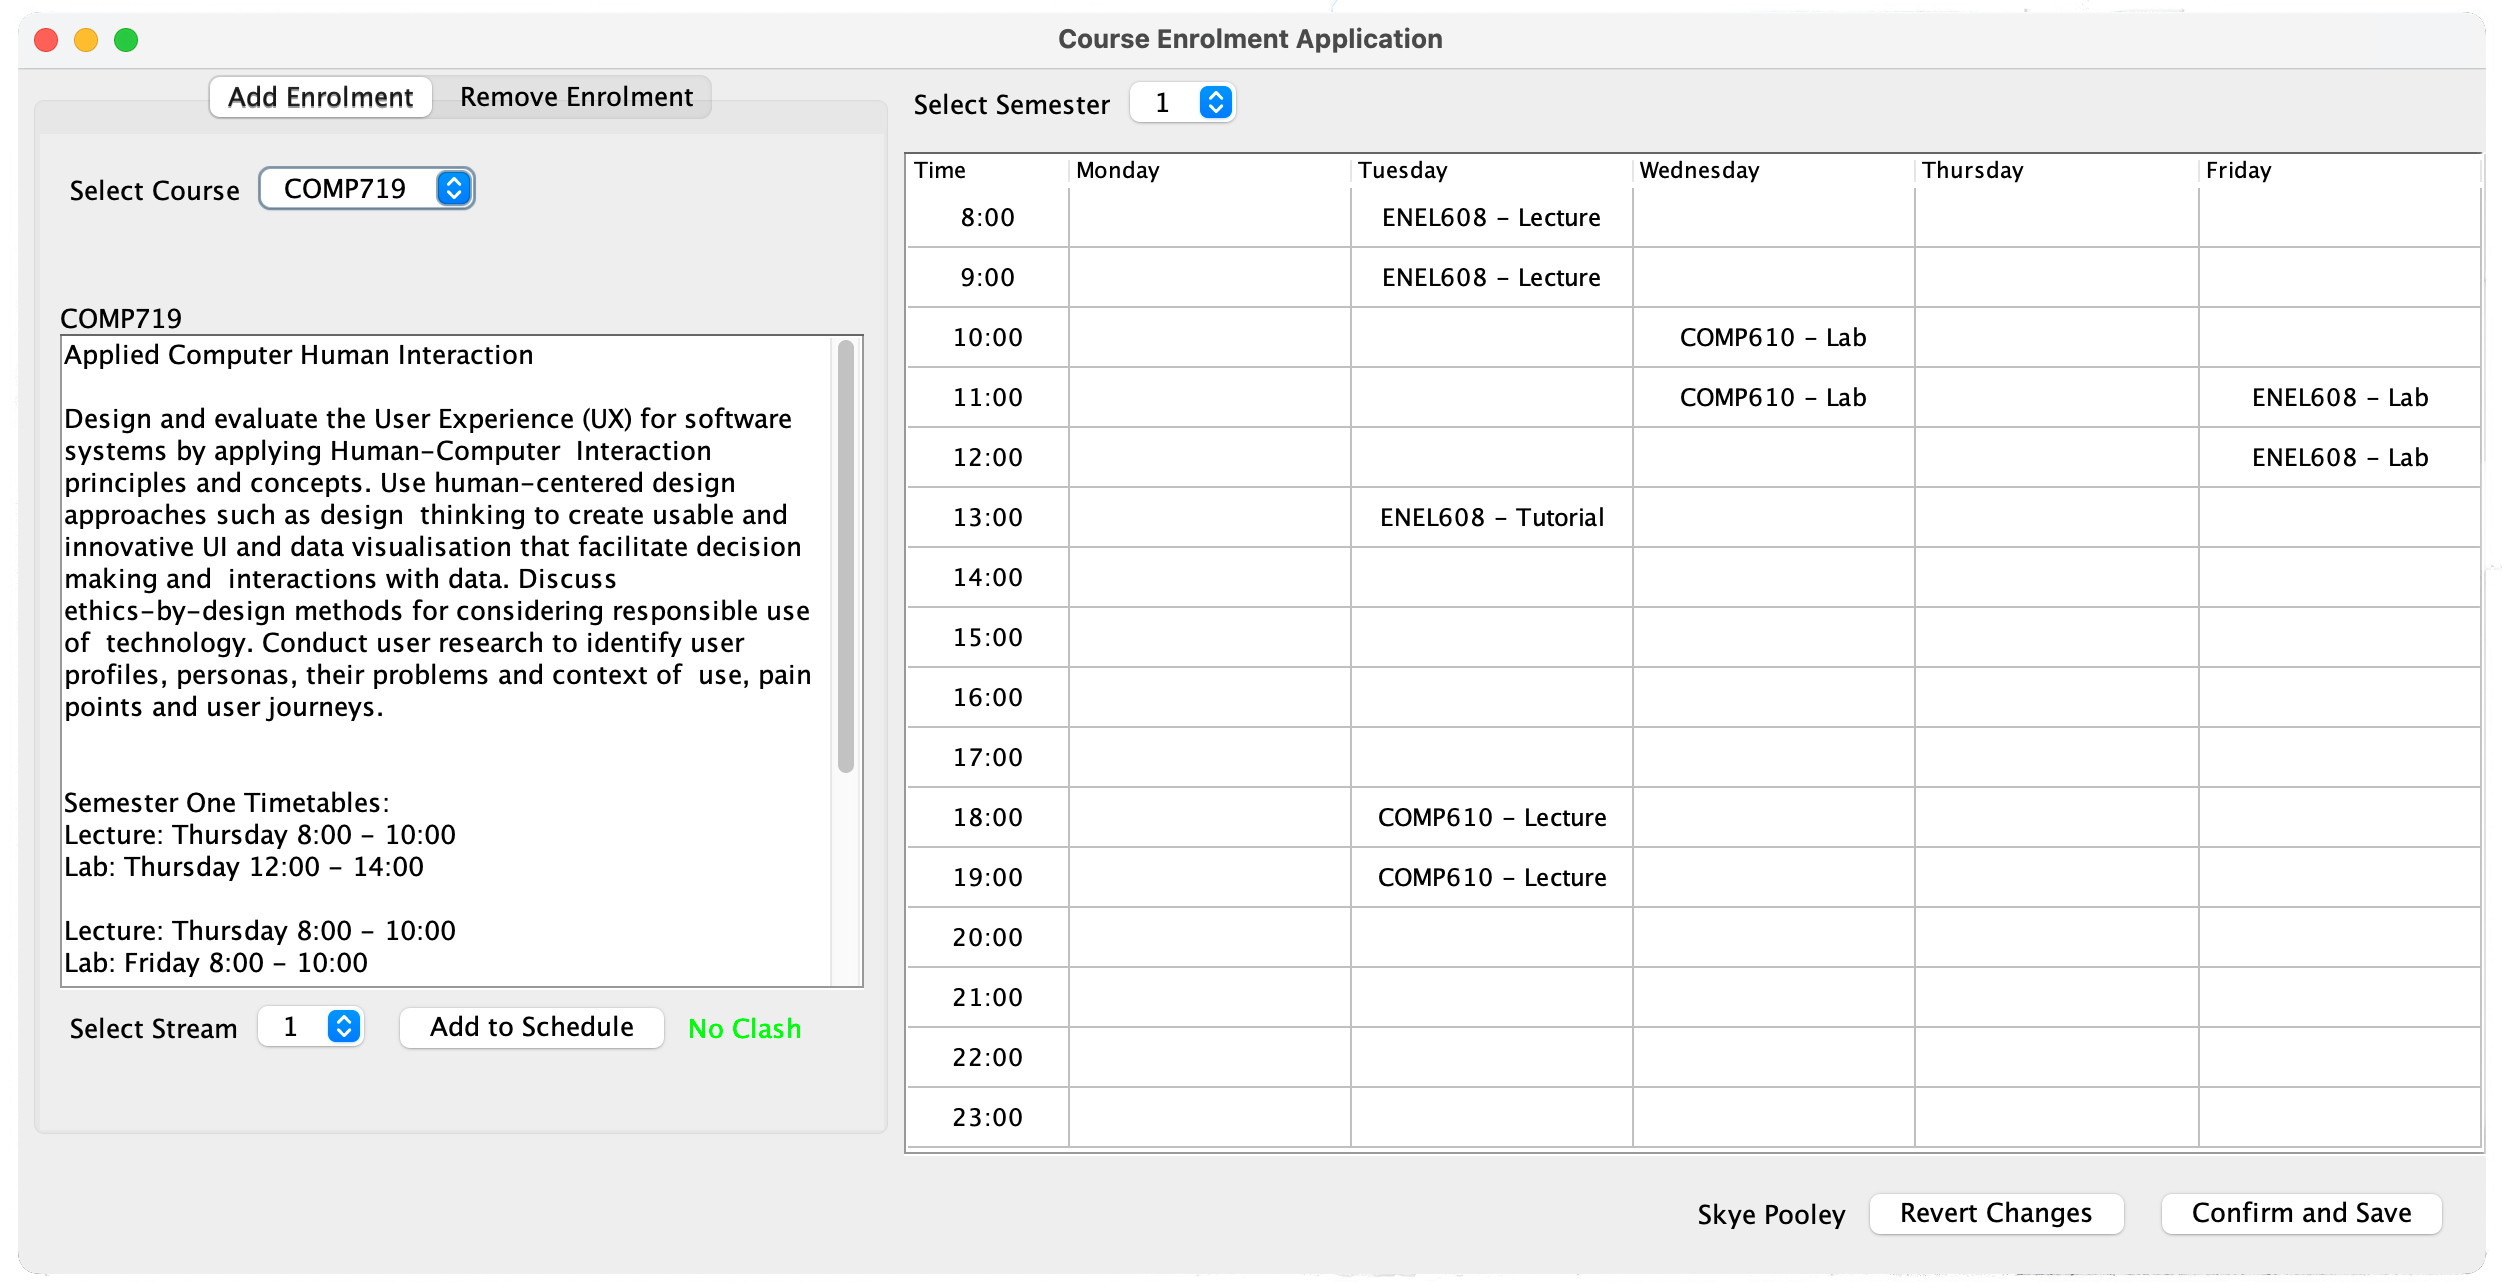 Course Enrolment Application
Add Enrolment Remove Enrolment
Select Course COMP719
COMP719
Applied Computer Human Interaction
Design and evaluate the User Experience (UX) for software
systems by applying Human-Computer  Interaction
principles and concepts. Use human-centered design
approaches such as design  thinking to create usable and
innovative UI and data visualisation that facilitate decision
making and  interactions with data. Discuss
ethics-by-design methods for considering responsible use
of  technology. Conduct user research to identify user
profiles, personas, their problems and context of  use, pain
points and user journeys.
Semester One Timetables:
Lecture: Thursday 8:00 - 10:00
Lab: Thursday 12:00 - 14:00
Lecture: Thursday 8:00 - 10:00
Lab: Friday 8:00 - 10:00
Select Stream 1 Add to Schedule No Clash
Select Semester 1
Time Monday Tuesday Wednesday Thursday Friday
8:00 ENEL608 - Lecture
9:00 ENEL608 - Lecture
10:00 COMP610 - Lab
11:00 COMP610 - Lab ENEL608 - Lab
12:00 ENEL608 - Lab
13:00 ENEL608 - Tutorial
14:00
15:00
16:00
17:00
18:00 COMP610 - Lecture
19:00 COMP610 - Lecture
20:00
21:00
22:00
23:00
Skye Pooley Revert Changes Confirm and Save